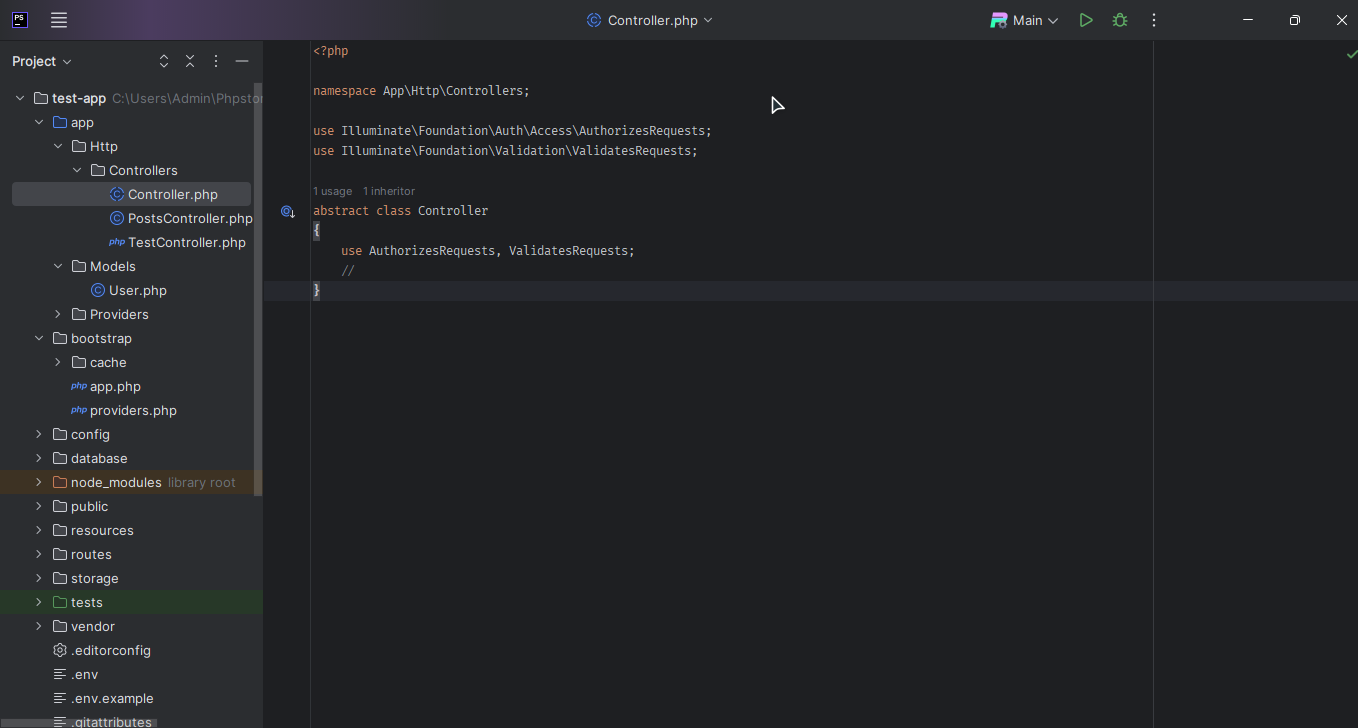 PS
Controller.php
Main
Project
test-app C:\Users\Admin\Phpstor
app
Http
Controllers
Controller.php
PostsController.php
php TestController.php
Models
User.php
Providers
bootstrap
cache
php app.php
php providers.php
config
database
node_modules library root
public
resources
routes
storage
tests
vendor
.editorconfig
.env
.env.example
.gitattributes
<?php
namespace App\Http\Controllers;
use Illuminate\Foundation\Auth\Access\AuthorizesRequests;
use Illuminate\Foundation\Validation\ValidatesRequests;
1 usage 1 inheritor
abstract class Controller
{
use AuthorizesRequests, ValidatesRequests;
//
}